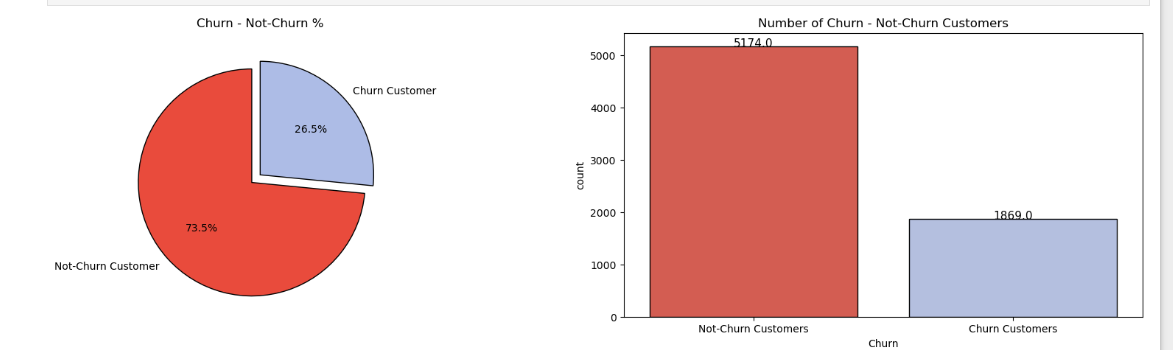 Churn - Not-Churn %
Churn Customer
26.5%
73.5%
Not-Churn Customer
Number of Churn - Not-Churn Customers
5174.0
5000
4000
3000
2000
1000
0
count
1869.0
Not-Churn Customers
Churn Customers
Churn